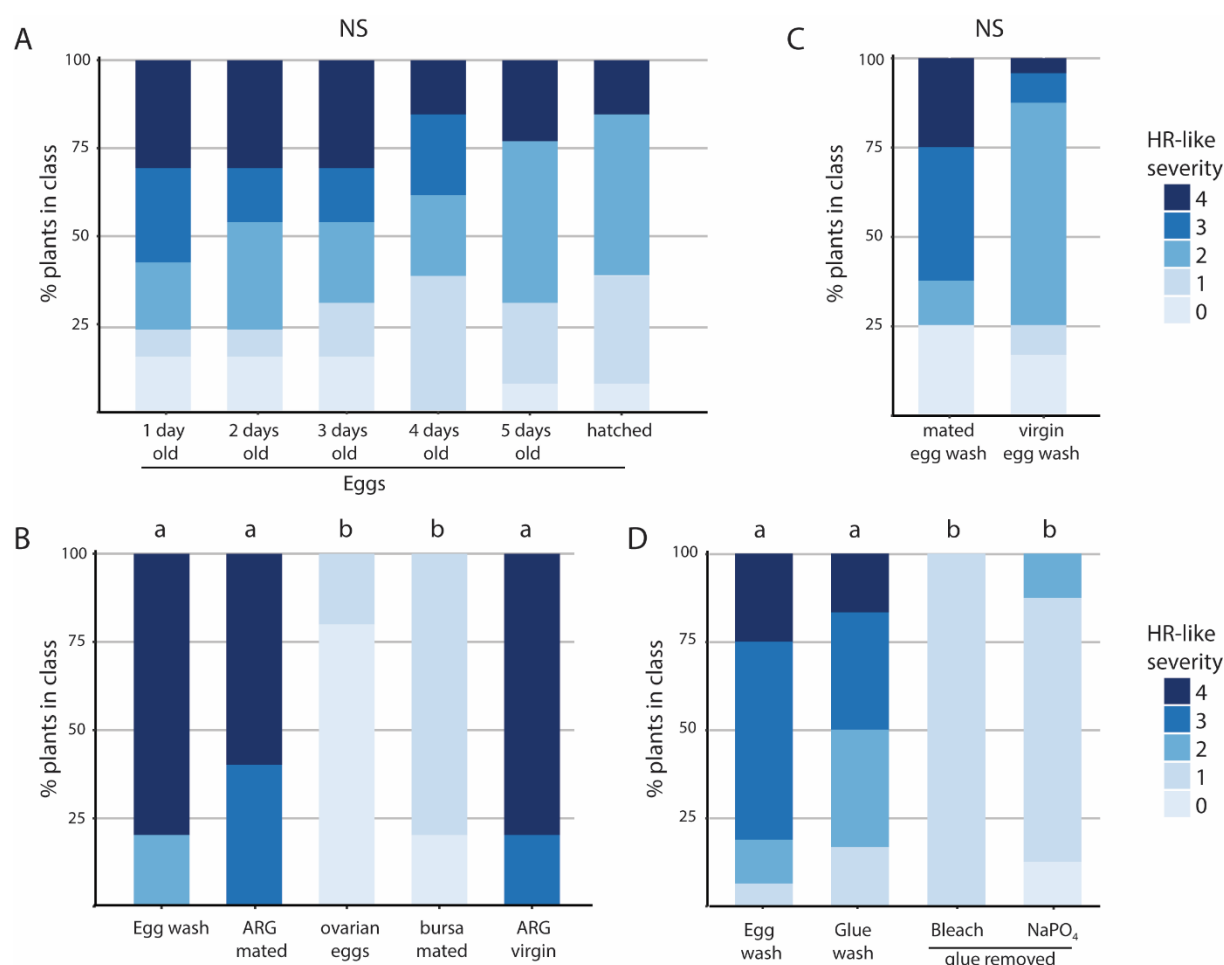 A
NS
% plants in class
100
75
50
25
1 day
old
2 days
old
3 days
old
4 days
old
5 days
old
hatched
Eggs
C
NS
% plants in class
100
75
50
25
mated
egg wash
virgin
egg wash
HR-like
severity
4
3
2
1
0
B
a
a
b
b
a
% plants in class
100
75
50
25
Egg wash
ARG
mated
ovarian
eggs
bursa
mated
ARG
virgin
D
a
a
b
b
% plants in class
100
75
50
25
Egg
wash
Glue
wash
Bleach
NaPO₄
glue removed
HR-like
severity
4
3
2
1
0